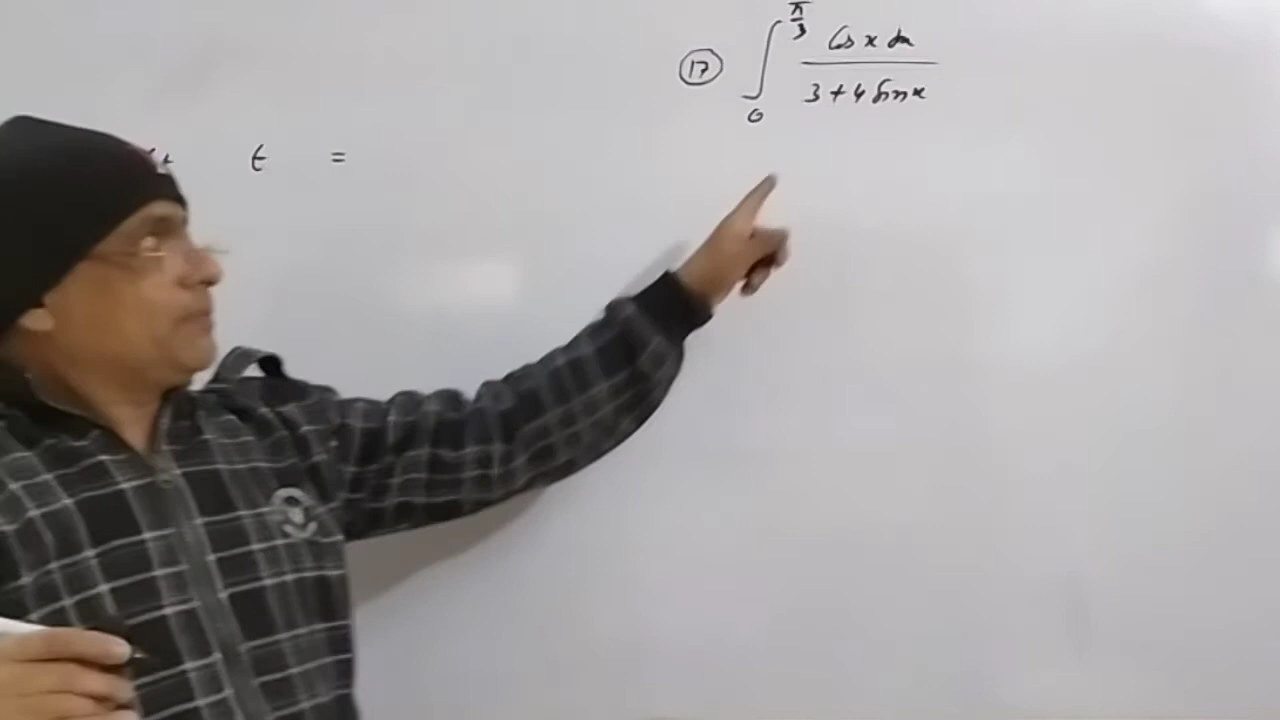 (17) ∫₀^{π/3} Cos x dx / 3 + 4 Sin x
t =